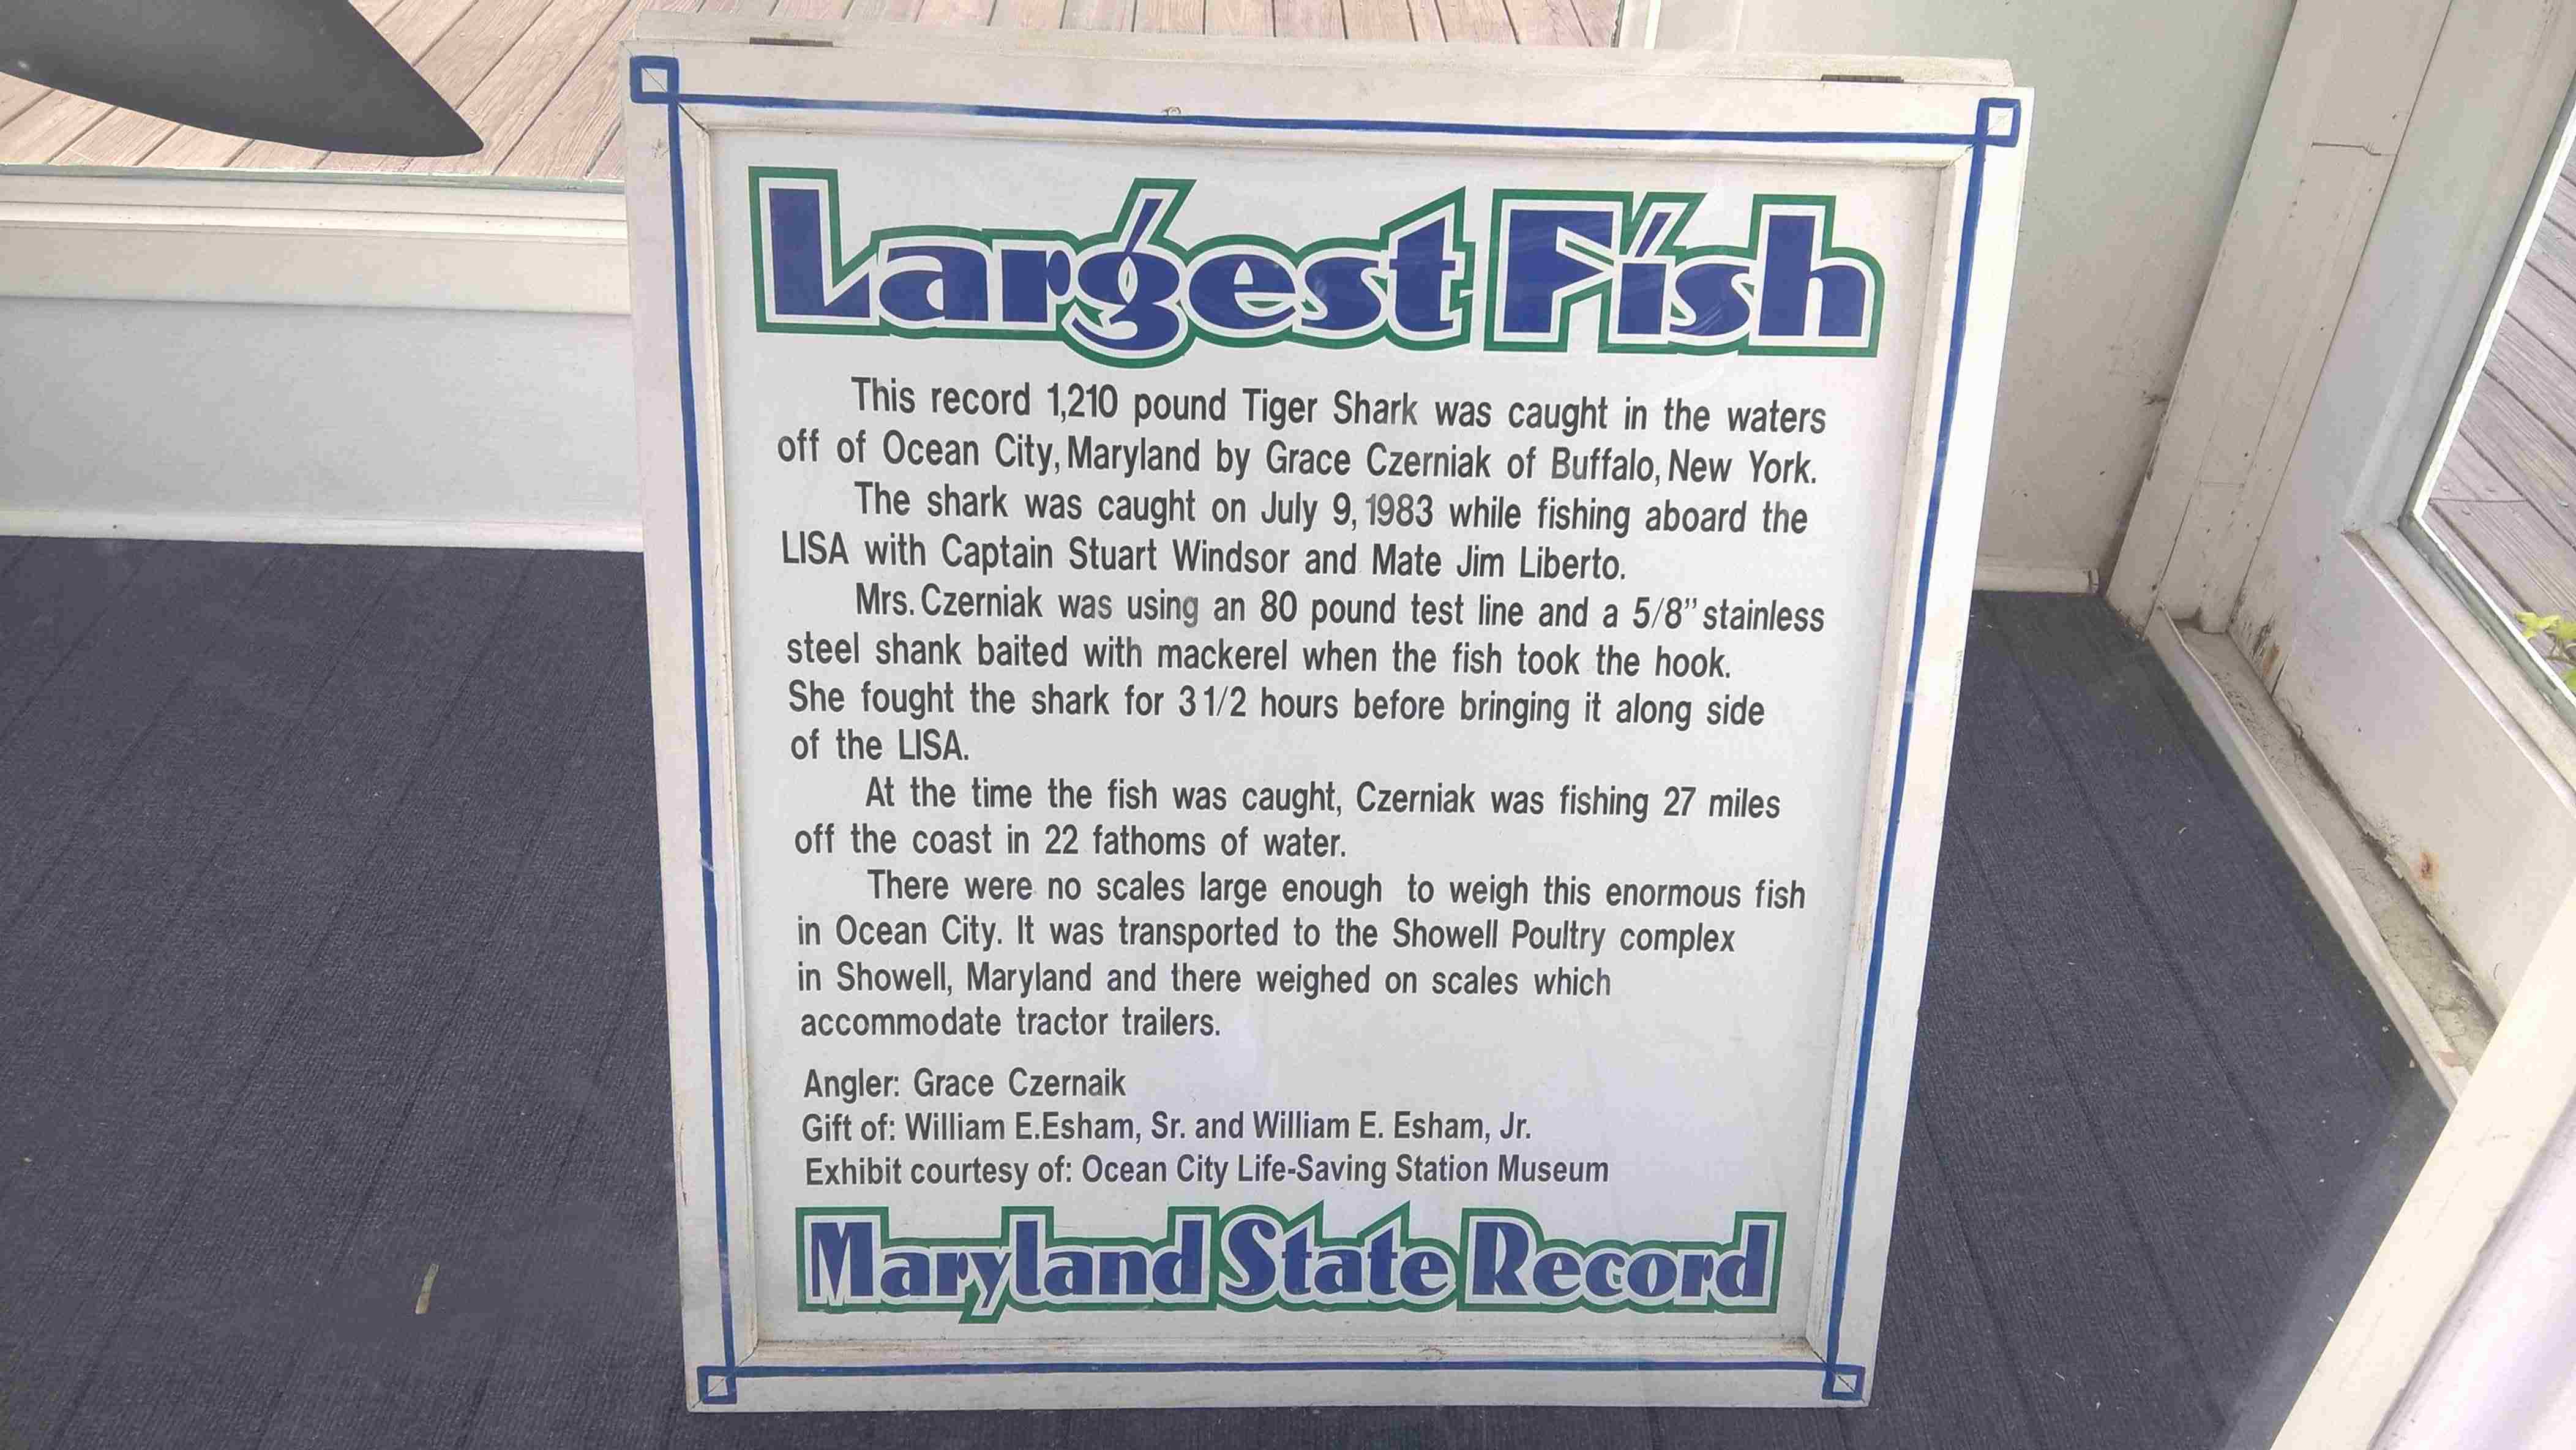 Largest Fish
This record 1,210 pound Tiger Shark was caught in the waters
off of Ocean City, Maryland by Grace Czerniak of Buffalo, New York.
The shark was caught on July 9, 1983 while fishing aboard the
LISA with Captain Stuart Windsor and Mate Jim Liberto.
Mrs. Czerniak was using an 80 pound test line and a 5/8" stainless
steel shank baited with mackerel when the fish took the hook.
She fought the shark for 3 1/2 hours before bringing it along side
of the LISA.
At the time the fish was caught, Czerniak was fishing 27 miles
off the coast in 22 fathoms of water.
There were no scales large enough to weigh this enormous fish
in Ocean City. It was transported to the Showell Poultry complex
in Showell, Maryland and there weighed on scales which
accommodate tractor trailers.
Angler: Grace Czernaik
Gift of: William E.Esham, Sr. and William E. Esham, Jr.
Exhibit courtesy of: Ocean City Life-Saving Station Museum
Maryland State Record